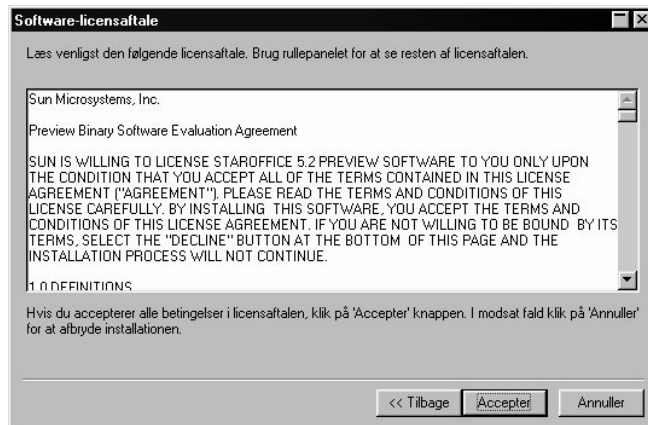 Software-licensaftale
Læs venligst den følgende licensaftale. Brug rullepanelet for at se resten af licensaftalen.
Sun Microsystems, Inc.
Preview Binary Software Evaluation Agreement
SUN IS WILLING TO LICENSE STAROFFICE 5.2 PREVIEW SOFTWARE TO YOU ONLY UPON
THE CONDITION THAT YOU ACCEPT ALL OF THE TERMS CONTAINED IN THIS LICENSE
AGREEMENT ("AGREEMENT"). PLEASE READ THE TERMS AND CONDITIONS OF THIS
LICENSE CAREFULLY. BY INSTALLING THIS SOFTWARE, YOU ACCEPT THE TERMS AND
CONDITIONS OF THIS LICENSE AGREEMENT. IF YOU ARE NOT WILLING TO BE BOUND BY ITS
TERMS, SELECT THE "DECLINE" BUTTON AT THE BOTTOM OF THIS PAGE AND THE
INSTALLATION PROCESS WILL NOT CONTINUE.
1.0 DEFINITIONS
Hvis du accepterer alle betingelser i licensaftalen, klik på 'Accepter' knappen. I modsat fald klik på 'Annuller'
for at afbryde installationen.
<< Tilbage Accepter Annuller